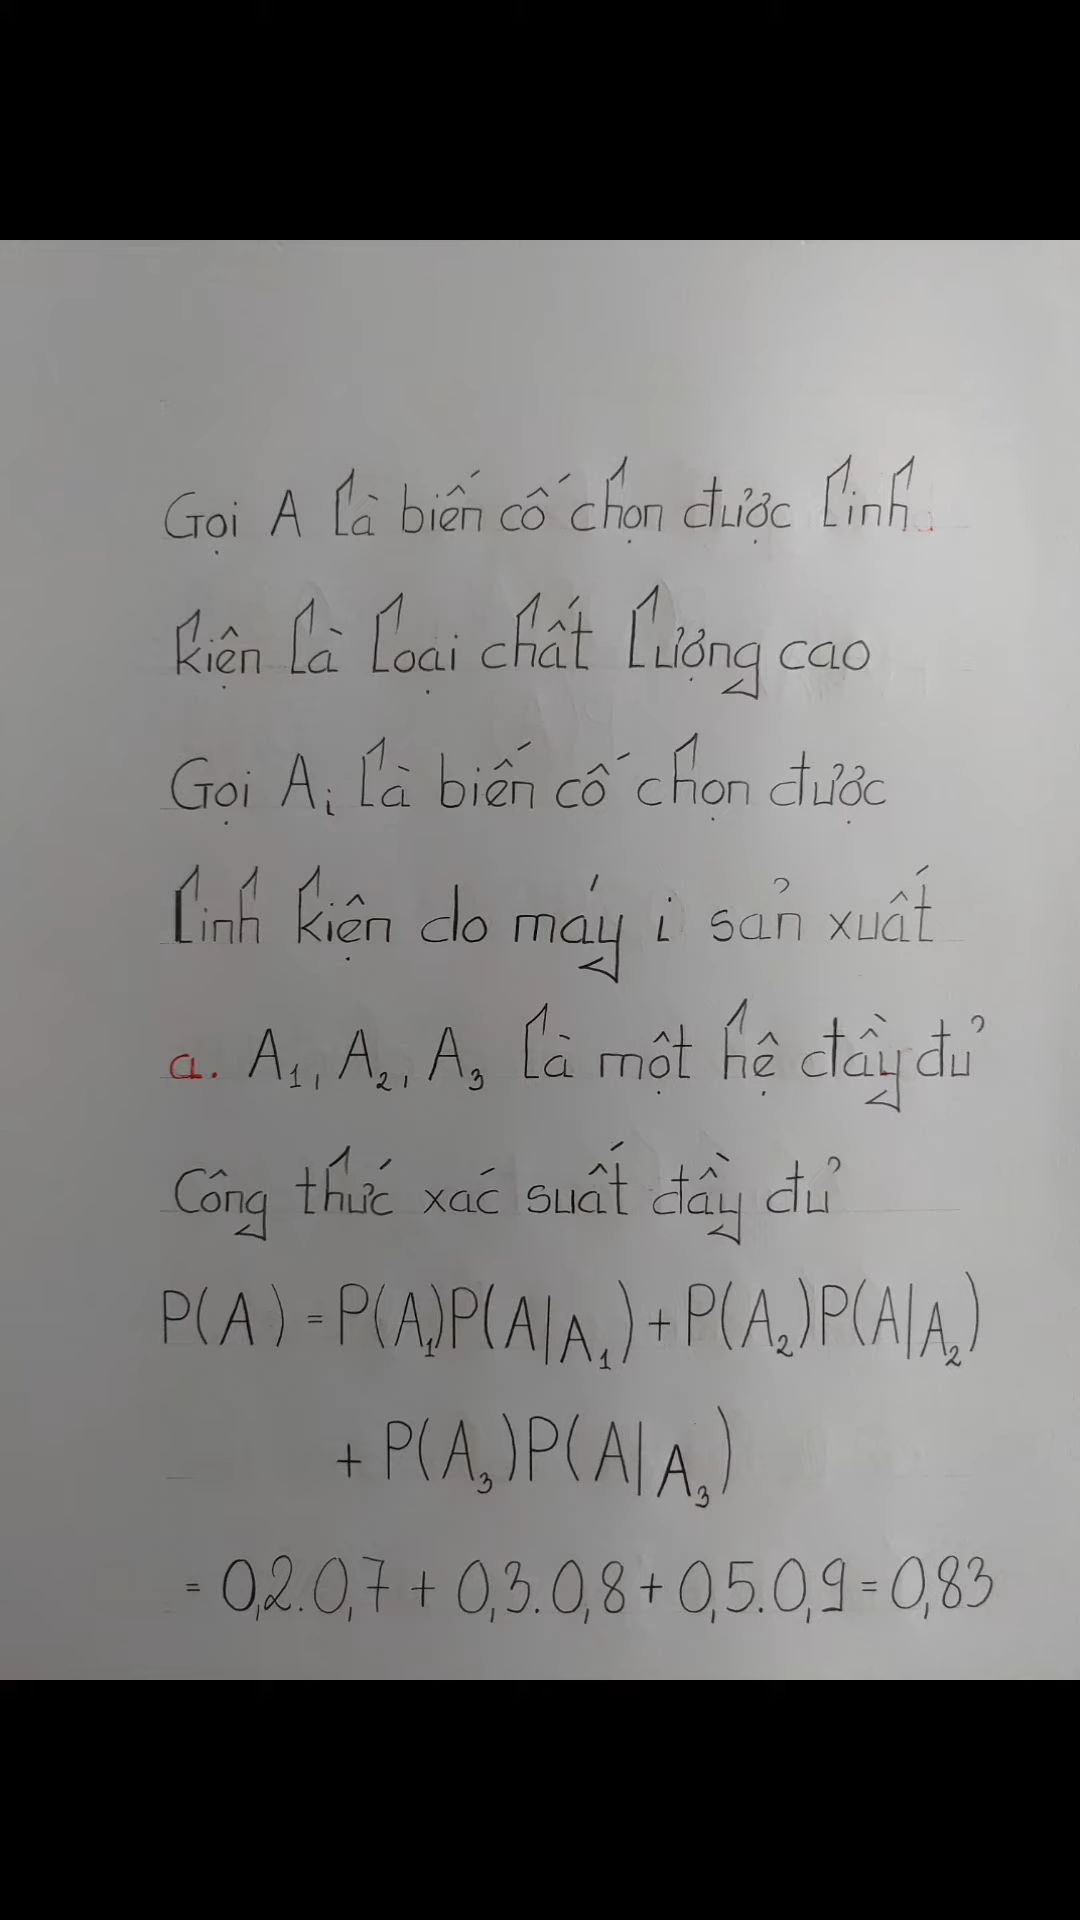 Gọi A là biến cố chọn được linh
kiện là loại chất lượng cao
Gọi A₁ là biến cố chọn được
linh kiện do máy i sản xuất
a. A₁, A₂, A₃ là một hệ đầy đủ
Công thức xác suất đầy đủ
P(A) = P(A₁)P(A|A₁) + P(A₂)P(A|A₂)
+ P(A₃)P(A|A₃)
= 0,2.0,7 + 0,3.0,8 + 0,5.0,9 = 0,83